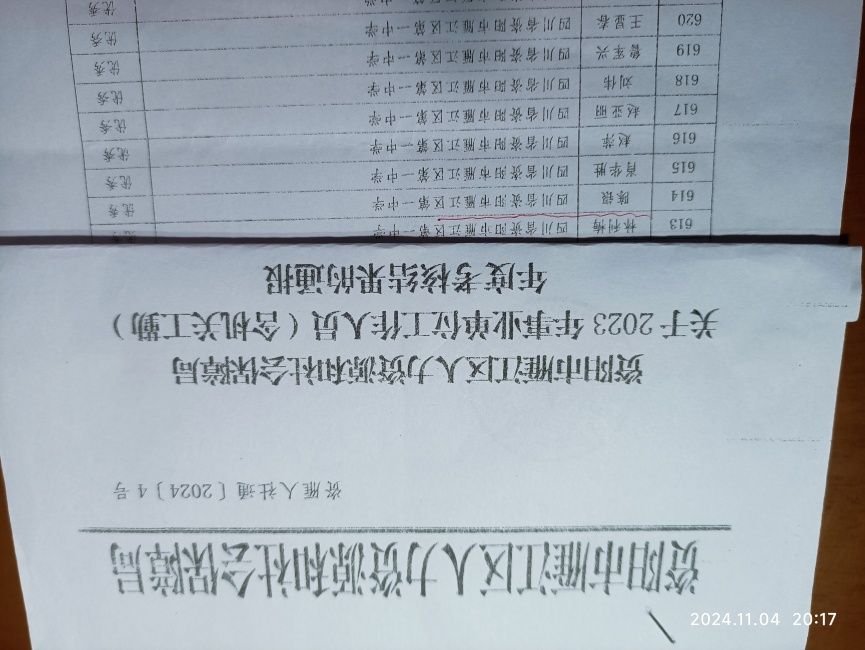 资阳市雁江区人力资源和社会保障局
资雁人社通〔2024〕4号
资阳市雁江区人力资源和社会保障局
关于2023年事业单位工作人员（含机关工勤）
年度考核结果的通报
613 林利梅 四川省资阳市雁江区第一中学
614 陈银 四川省资阳市雁江区第一中学 优秀
615 肖华胜 四川省资阳市雁江区第一中学 优秀
616 赵萍 四川省资阳市雁江区第一中学 优秀
617 赵亚明 四川省资阳市雁江区第一中学 优秀
618 刘伟 四川省资阳市雁江区第一中学 优秀
619 四川省资阳市雁江区第一中学 优秀
620 王显春 四川省资阳市雁江区第一中学 优秀
优秀
2024.11.04 20:17